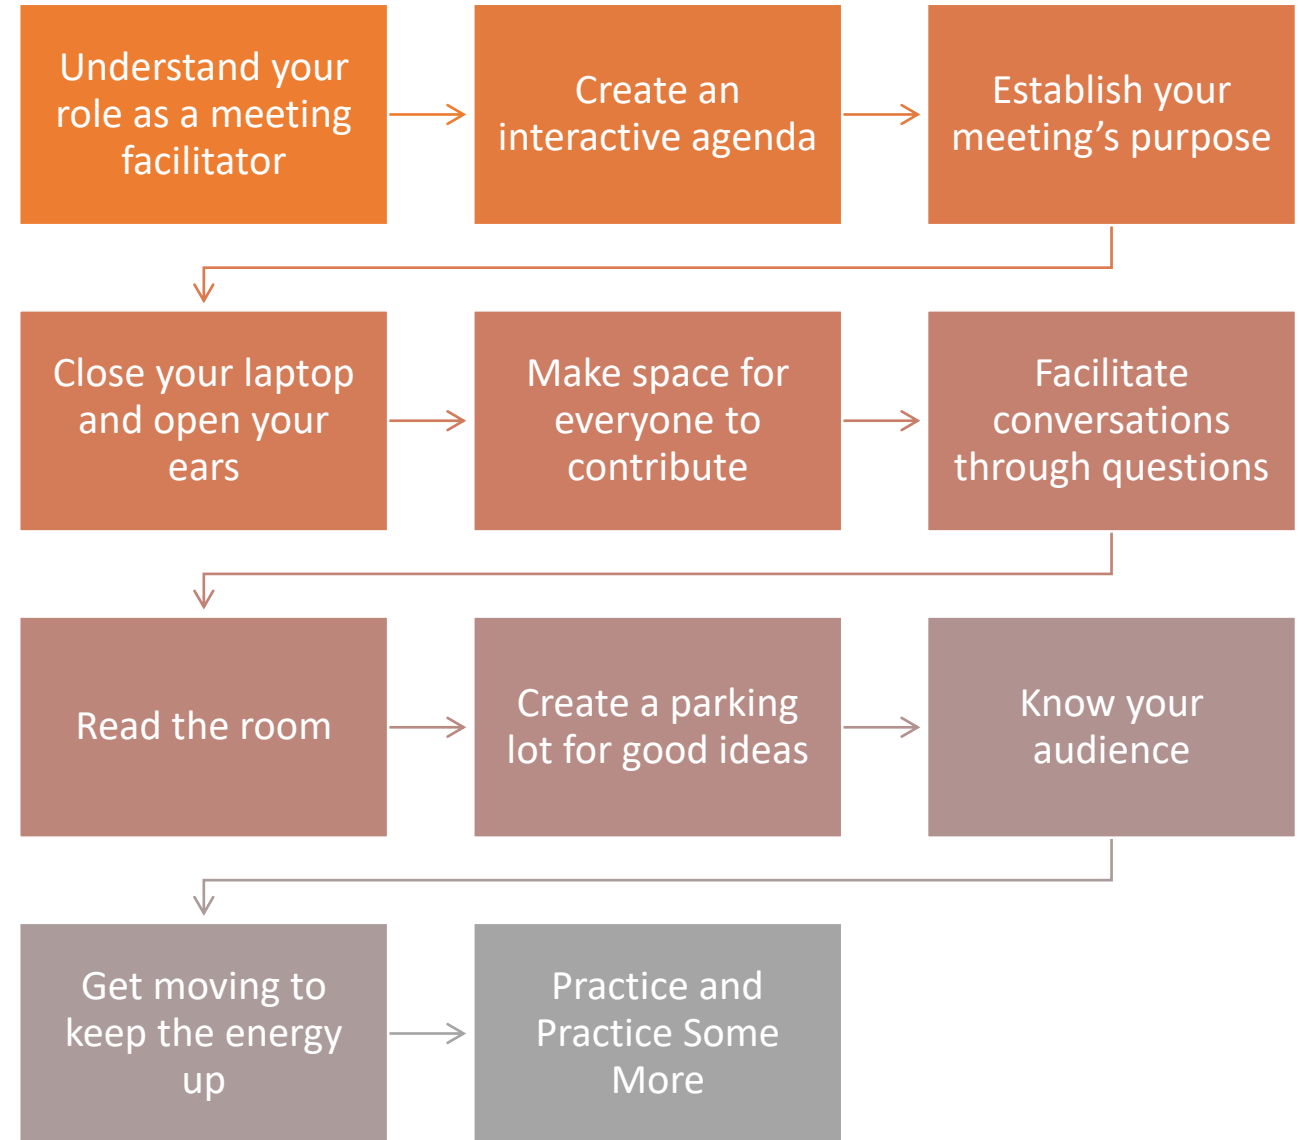 Understand your
role as a meeting
facilitator
Create an
interactive agenda
Establish your
meeting’s purpose
Close your laptop
and open your
ears
Make space for
everyone to
contribute
Facilitate
conversations
through questions
Read the room
Create a parking
lot for good ideas
Know your
audience
Get moving to
keep the energy
up
Practice and
Practice Some
More